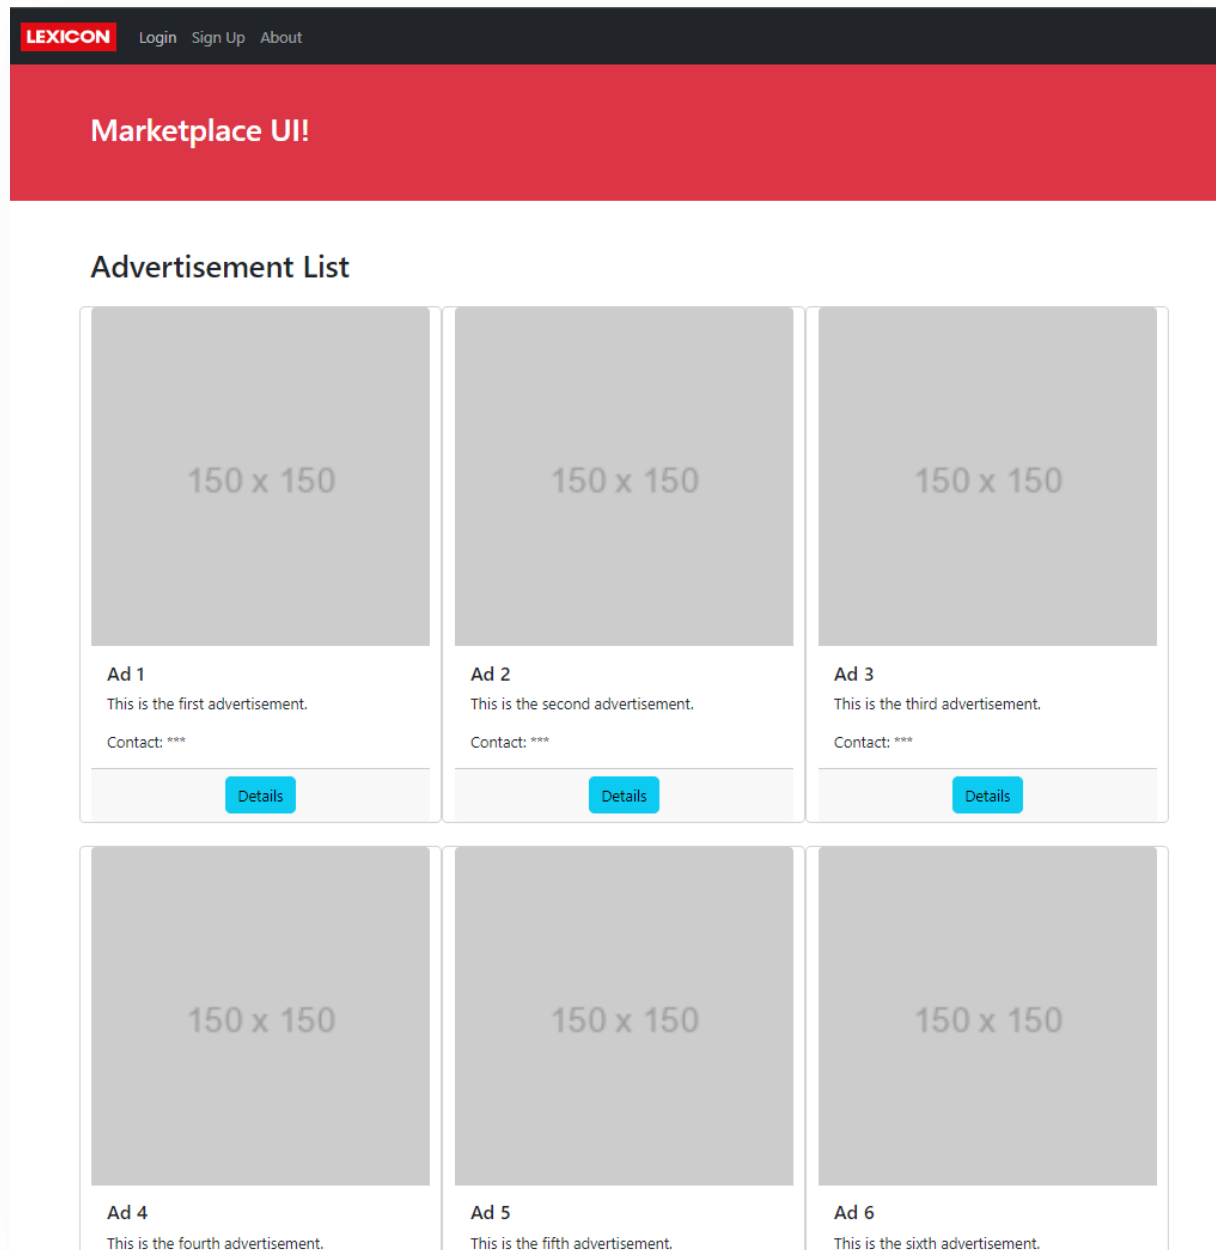 LEXICON Login Sign Up About
Marketplace UI!
Advertisement List
150 x 150
150 x 150
150 x 150
Ad 1
This is the first advertisement.
Contact: ***
Details
Ad 2
This is the second advertisement.
Contact: ***
Details
Ad 3
This is the third advertisement.
Contact: ***
Details
150 x 150
150 x 150
150 x 150
Ad 4
This is the fourth advertisement.
Ad 5
This is the fifth advertisement.
Ad 6
This is the sixth advertisement.